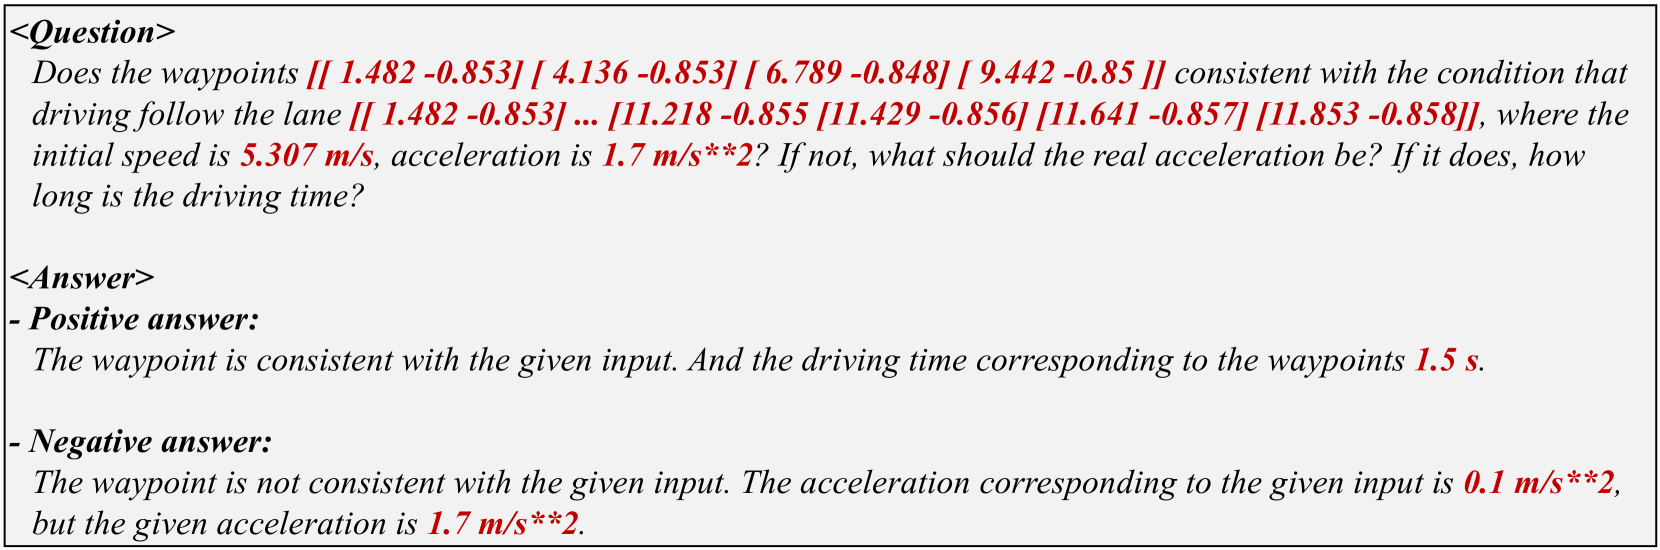 <Question>
Does the waypoints [[ 1.482 -0.853] [ 4.136 -0.853] [ 6.789 -0.848] [ 9.442 -0.85 ]] consistent with the condition that
driving follow the lane [[ 1.482 -0.853] ... [11.218 -0.855 [11.429 -0.856] [11.641 -0.857] [11.853 -0.858]], where the
initial speed is 5.307 m/s, acceleration is 1.7 m/s**2? If not, what should the real acceleration be? If it does, how
long is the driving time?
<Answer>
- Positive answer:
The waypoint is consistent with the given input. And the driving time corresponding to the waypoints 1.5 s.
- Negative answer:
The waypoint is not consistent with the given input. The acceleration corresponding to the given input is 0.1 m/s**2,
but the given acceleration is 1.7 m/s**2.